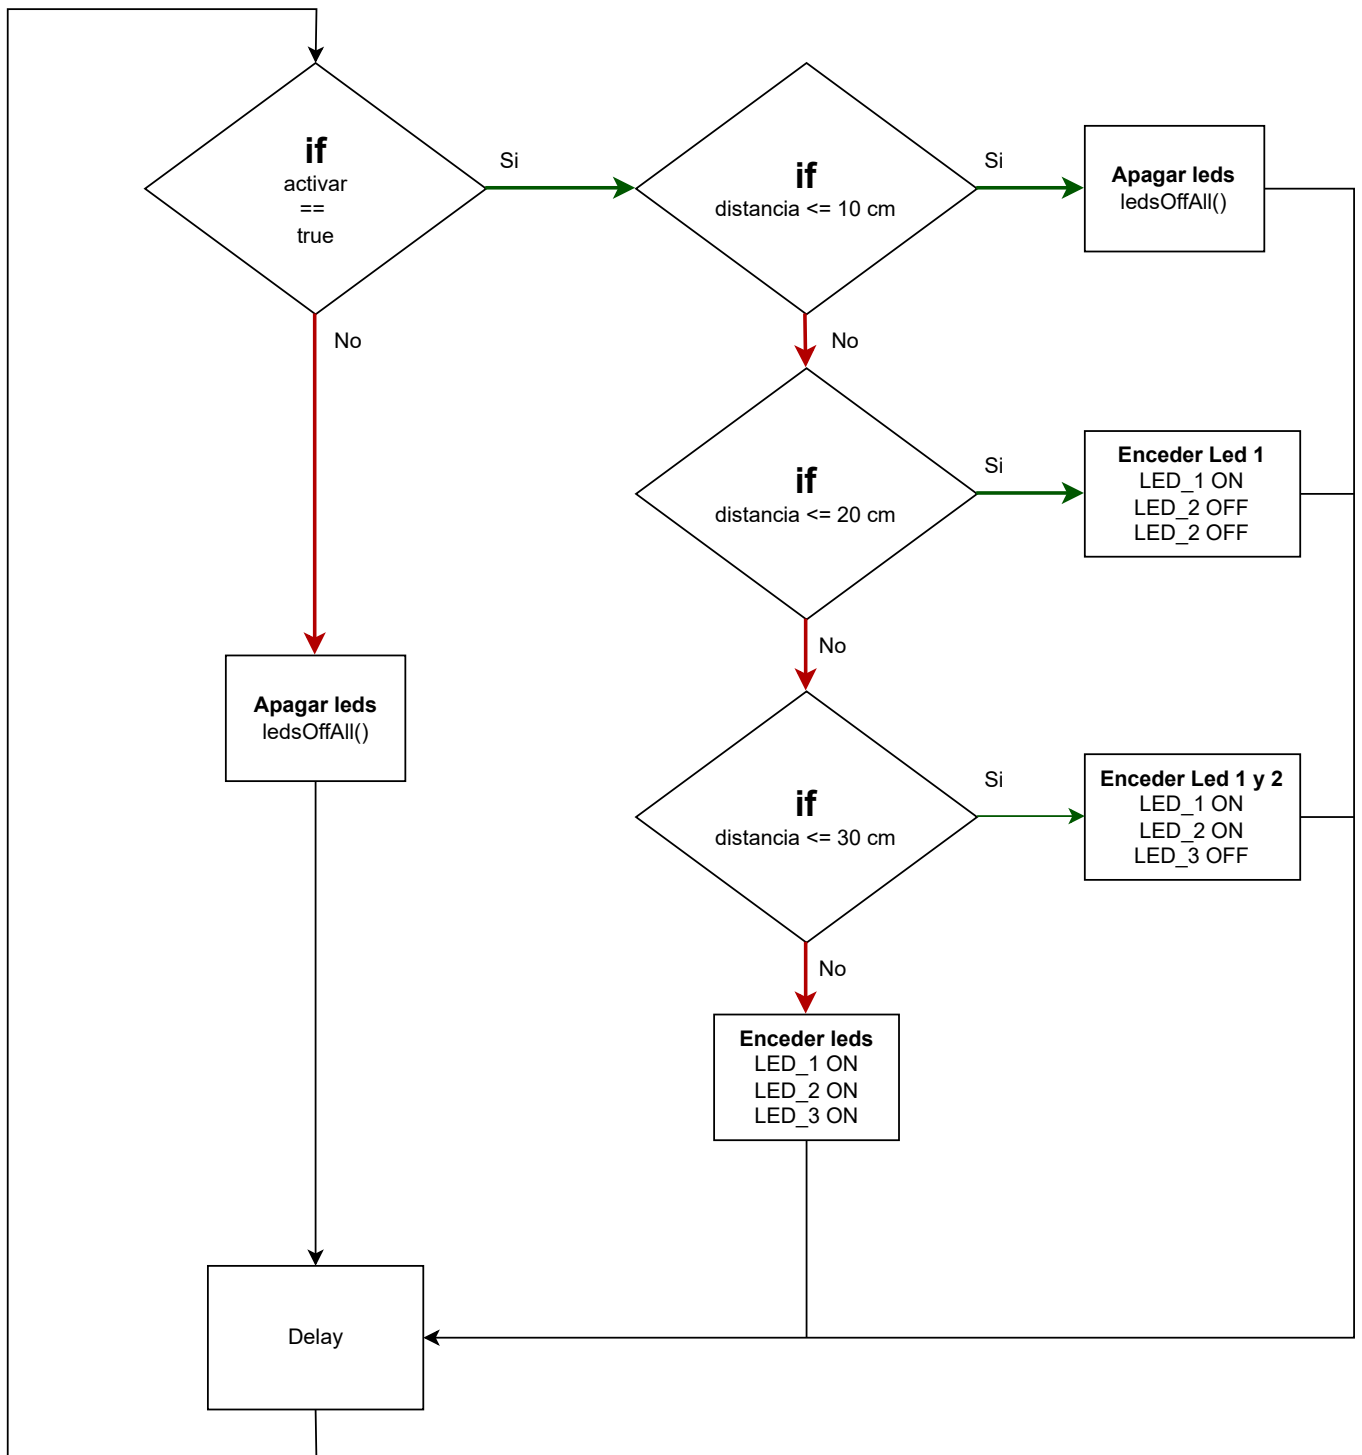 if
activar
==
true
Si
if
distancia <= 10 cm
Si
Apagar leds
ledsOffAll()
No
No
if
distancia <= 20 cm
Si
Enceder Led 1
LED_1 ON
LED_2 OFF
LED_2 OFF
No
Apagar leds
ledsOffAll()
if
distancia <= 30 cm
Si
Enceder Led 1 y 2
LED_1 ON
LED_2 ON
LED_3 OFF
No
Enceder leds
LED_1 ON
LED_2 ON
LED_3 ON
Delay